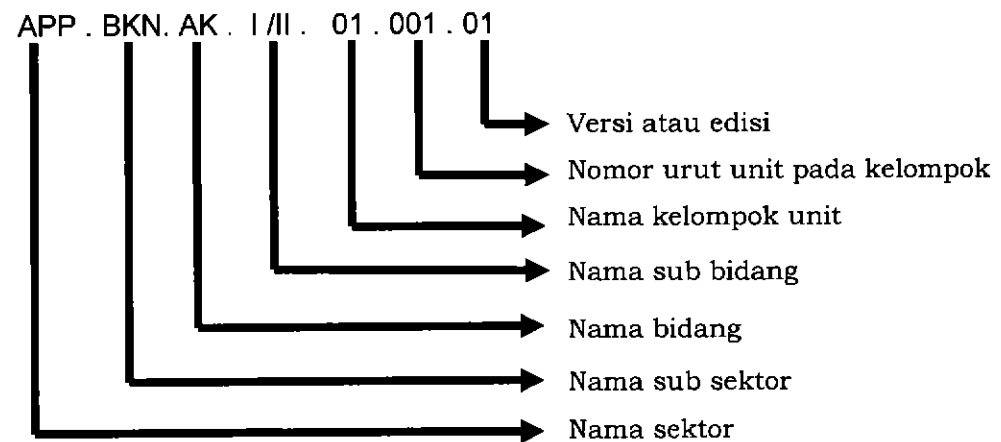 APP . BKN. AK . I /II . 01 . 001 . 01
Versi atau edisi
Nomor urut unit pada kelompok
Nama kelompok unit
Nama sub bidang
Nama bidang
Nama sub sektor
Nama sektor